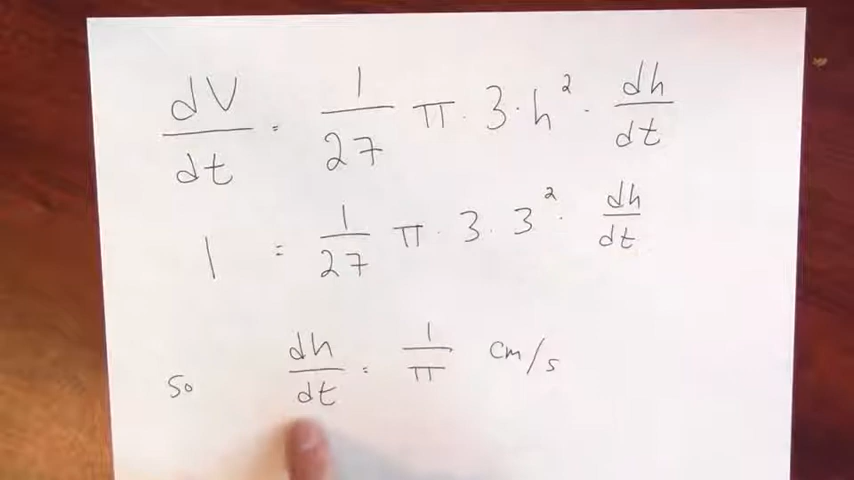 dV/dt = 1/27 π · 3 · h² · dh/dt
1 = 1/27 π · 3 · 3² · dh/dt
so dh/dt = 1/π cm/s